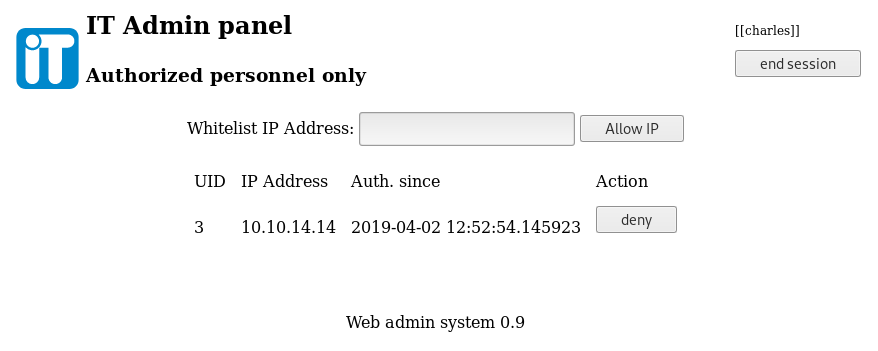 iT
IT Admin panel
[[charles]]
end session
Authorized personnel only
Whitelist IP Address: Allow IP
UID IP Address Auth. since Action
3 10.10.14.14 2019-04-02 12:52:54.145923 deny
Web admin system 0.9